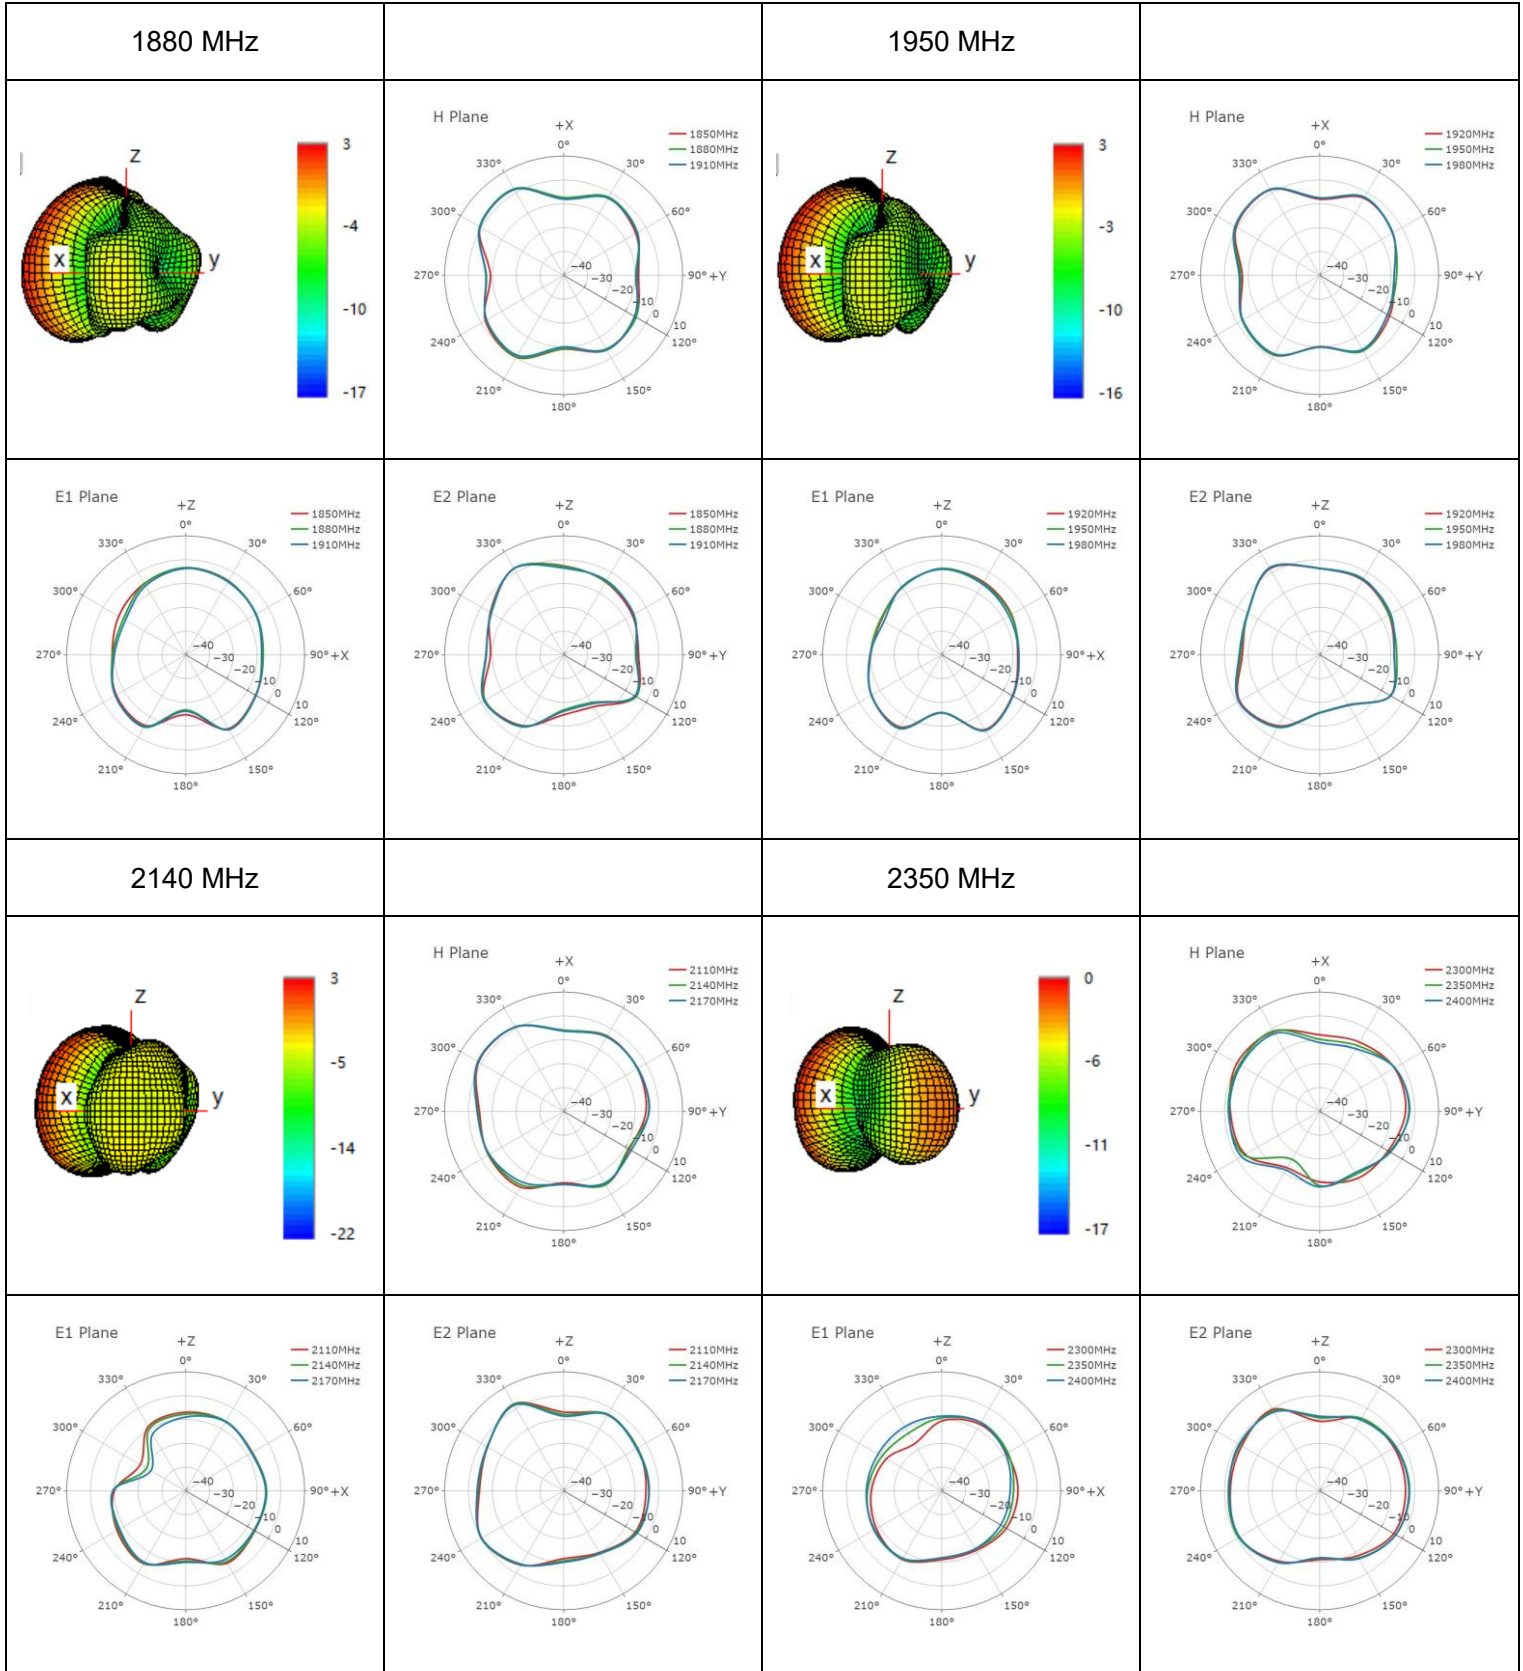 1880 MHz
1950 MHz
z
x
y
3
-4
-10
-17
H Plane
+X
1850MHz
1880MHz
1910MHz
0°
30°
60°
90°+Y
120°
150°
180°
210°
240°
270°
300°
330°
−40
−30
−20
−10
0
10
z
x
y
3
-3
-10
-16
H Plane
+X
1920MHz
1950MHz
1980MHz
0°
30°
60°
90°+Y
120°
150°
180°
210°
240°
270°
300°
330°
−40
−30
−20
−10
0
10
E1 Plane
+Z
1850MHz
1880MHz
1910MHz
0°
30°
60°
90°+X
120°
150°
180°
210°
240°
270°
300°
330°
−40
−30
−20
−10
0
10
E2 Plane
+Z
1850MHz
1880MHz
1910MHz
0°
30°
60°
90°+Y
120°
150°
180°
210°
240°
270°
300°
330°
−40
−30
−20
−10
0
10
E1 Plane
+Z
1920MHz
1950MHz
1980MHz
0°
30°
60°
90°+X
120°
150°
180°
210°
240°
270°
300°
330°
−40
−30
−20
−10
0
10
E2 Plane
+Z
1920MHz
1950MHz
1980MHz
0°
30°
60°
90°+Y
120°
150°
180°
210°
240°
270°
300°
330°
−40
−30
−20
−10
0
10
2140 MHz
2350 MHz
z
x
y
3
-5
-14
-22
H Plane
+X
2110MHz
2140MHz
2170MHz
0°
30°
60°
90°+Y
120°
150°
180°
210°
240°
270°
300°
330°
−40
−30
−20
−10
0
10
z
x
y
0
-6
-11
-17
H Plane
+X
2300MHz
2350MHz
2400MHz
0°
30°
60°
90°+Y
120°
150°
180°
210°
240°
270°
300°
330°
−40
−30
−20
−10
0
10
E1 Plane
+Z
2110MHz
2140MHz
2170MHz
0°
30°
60°
90°+X
120°
150°
180°
210°
240°
270°
300°
330°
−40
−30
−20
−10
0
10
E2 Plane
+Z
2110MHz
2140MHz
2170MHz
0°
30°
60°
90°+Y
120°
150°
180°
210°
240°
270°
300°
330°
−40
−30
−20
−10
0
10
E1 Plane
+Z
2300MHz
2350MHz
2400MHz
0°
30°
60°
90°+X
120°
150°
180°
210°
240°
270°
300°
330°
−40
−30
−20
−10
0
10
E2 Plane
+Z
2300MHz
2350MHz
2400MHz
0°
30°
60°
90°+Y
120°
150°
180°
210°
240°
270°
300°
330°
−40
−30
−20
−10
0
10